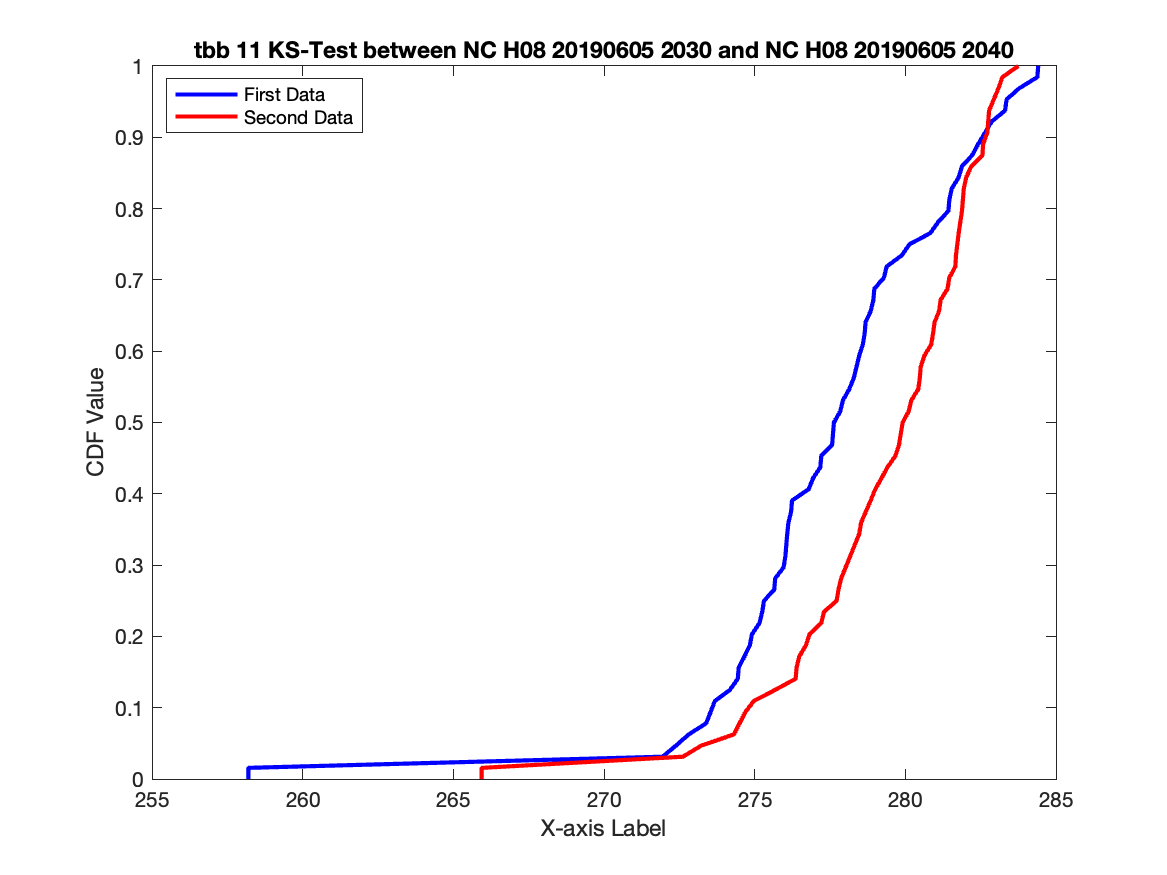 tbb 11 KS-Test between NC H08 20190605 2030 and NC H08 20190605 2040
First Data
Second Data
1
0.9
0.8
0.7
0.6
0.5
0.4
0.3
0.2
0.1
0
CDF Value
255 260 265 270 275 280 285
X-axis Label